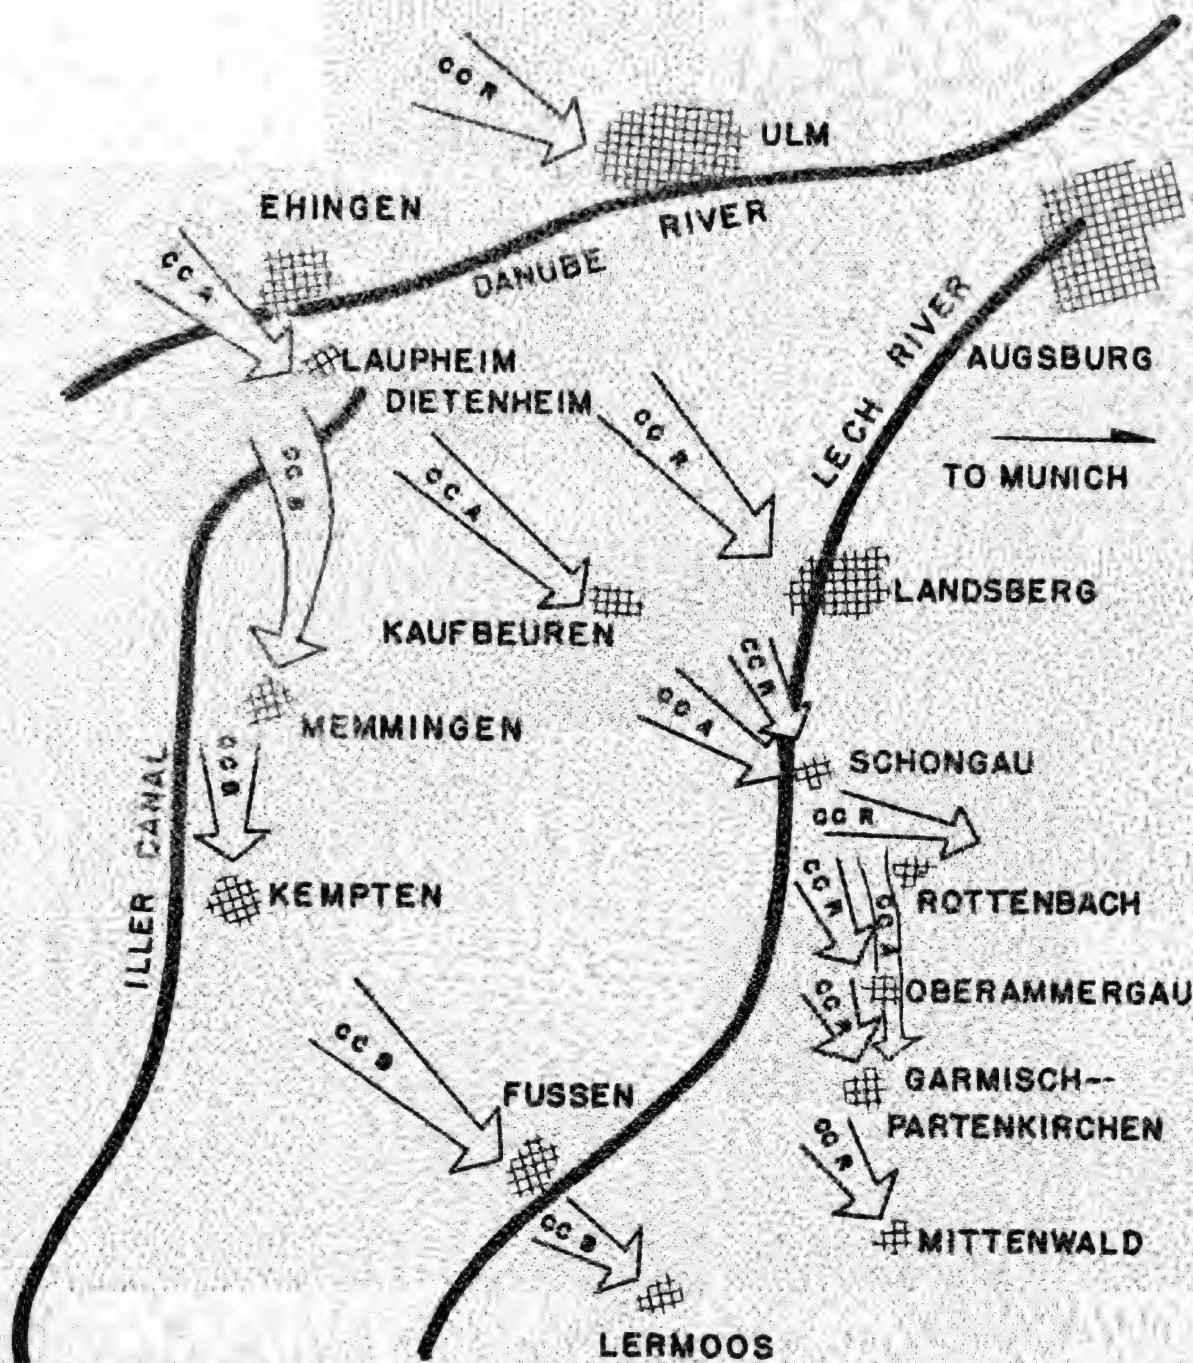 CC R
ULM
EHINGEN
RIVER
CC A
DANUBE
LECH RIVER
LAUPHEIM
DIETENHEIM
AUGSBURG
CC R
CC B
CC A
TO MUNICH
LANDSBERG
KAUFBEUREN
CC R
CC A
MEMMINGEN
CC B
SCHONGAU
ILLER CANAL
CC R
KEMPTEN
CC R
CC A
ROTTENBACH
OBERAMMERGAU
CC R
CC B
FUSSEN
GARMISCH--
PARTENKIRCHEN
CC R
CC B
MITTENWALD
LERMOOS